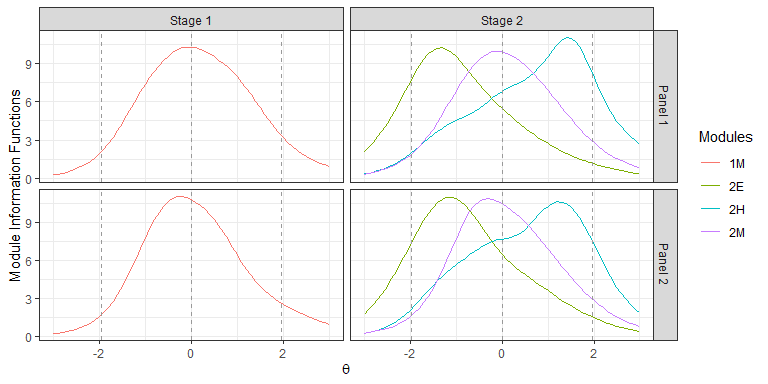 Stage 1
Stage 2
Module Information Functions
9
6
3
0
Panel 1
9
6
3
0
Panel 2
-2
0
2
-2
0
2
θ
Modules
1M
2E
2H
2M